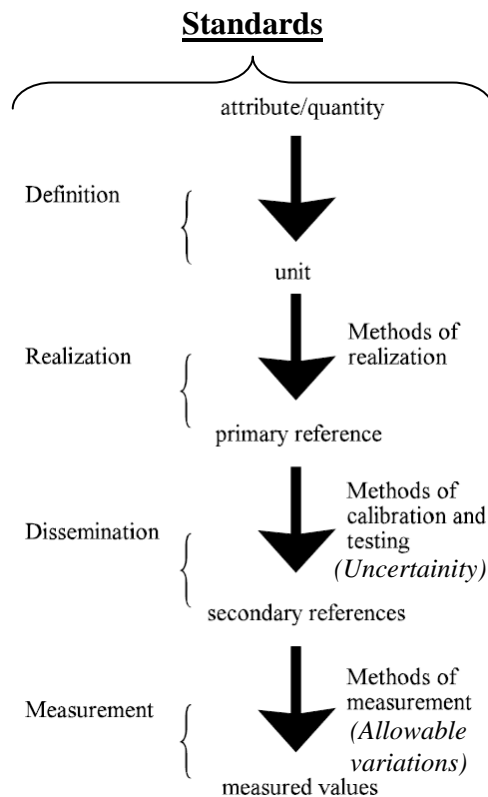 Standards
attribute/quantity
Definition
unit
Realization
Methods of
realization
primary reference
Dissemination
Methods of
calibration and
testing
(Uncertainity)
secondary references
Measurement
Methods of
measurement
(Allowable
variations)
measured values